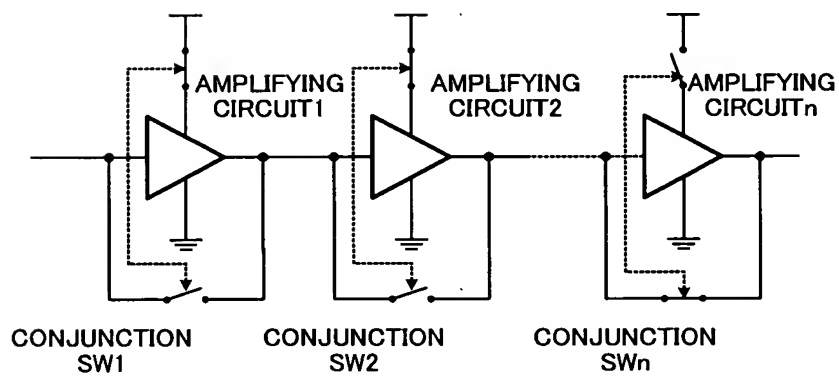 AMPLIFYING
CIRCUIT1
AMPLIFYING
CIRCUIT2
AMPLIFYING
CIRCUITn
CONJUNCTION
SW1
CONJUNCTION
SW2
CONJUNCTION
SWn